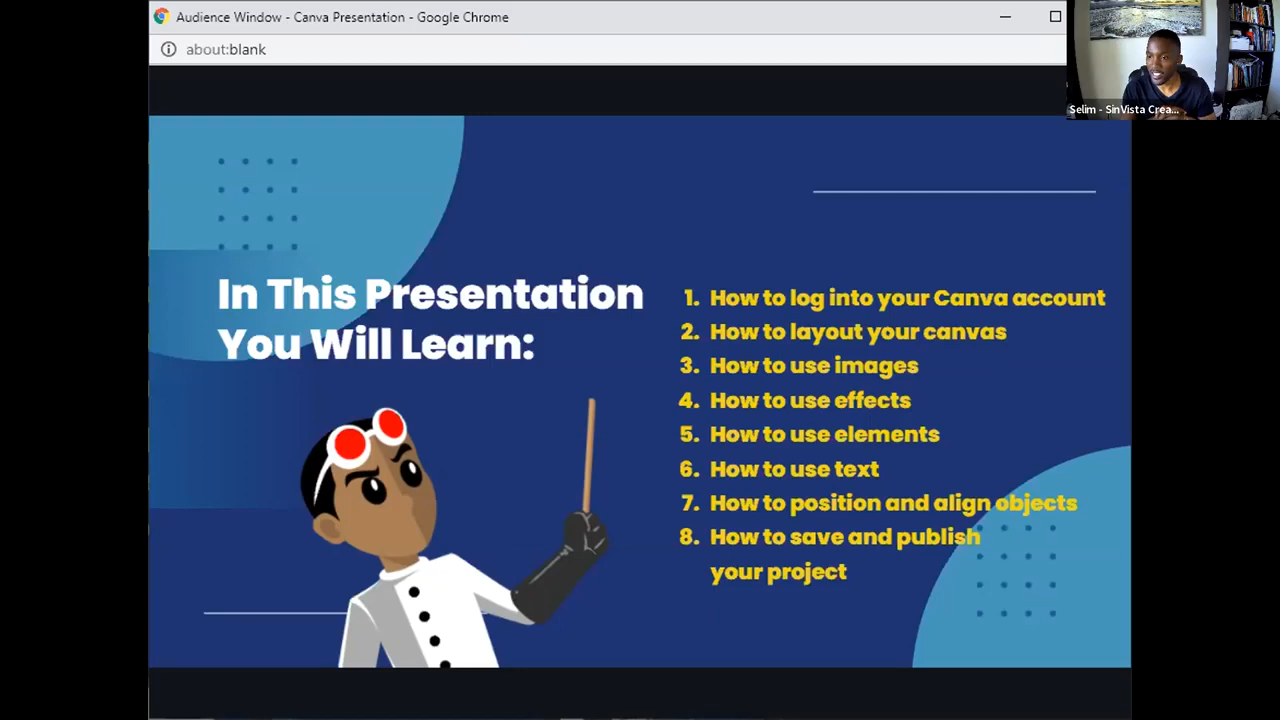 Audience Window - Canva Presentation - Google Chrome
about:blank
Selim - SinVista Crea...
In This Presentation
You Will Learn:
1. How to log into your Canva account
2. How to layout your canvas
3. How to use images
4. How to use effects
5. How to use elements
6. How to use text
7. How to position and align objects
8. How to save and publish
your project